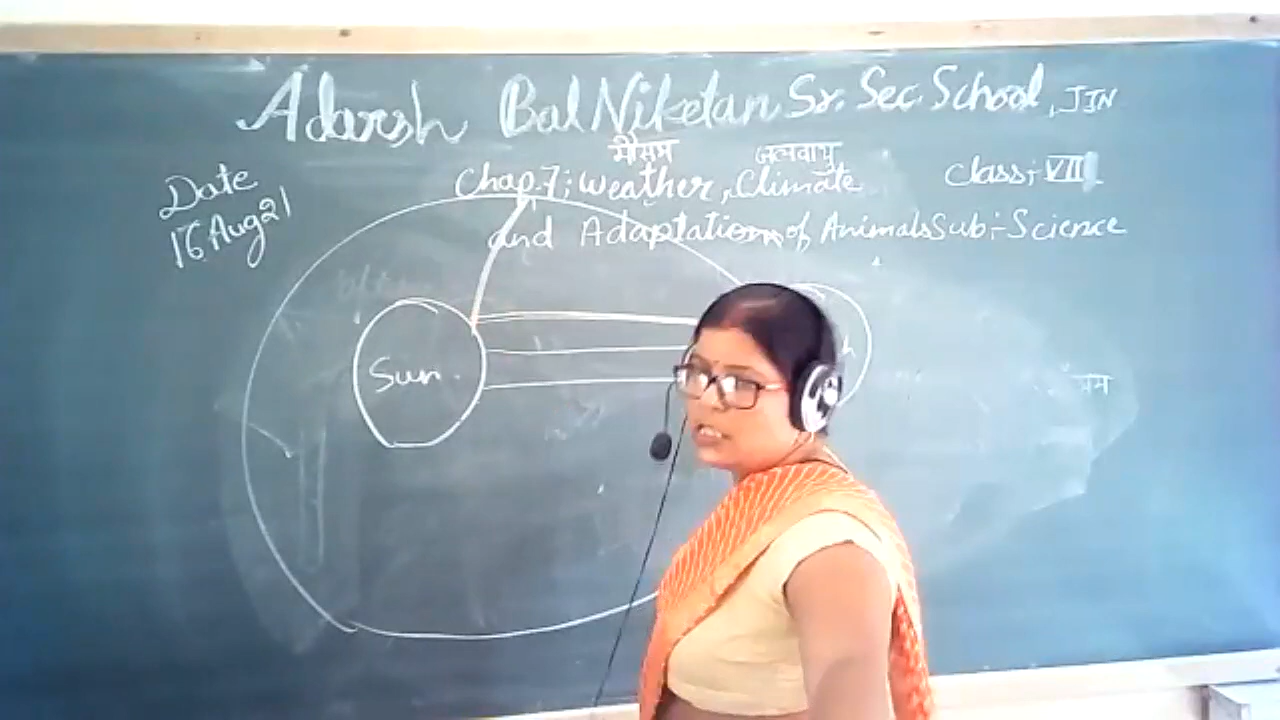 Adarsh Bal Niketan Sr. Sec. School, JJN
मौसम जलवायु
Date
16 Aug 21
Chap.7; Weather, Climate
and Adaptation of Animals
Class:- VII
Sub:- Science
Sun